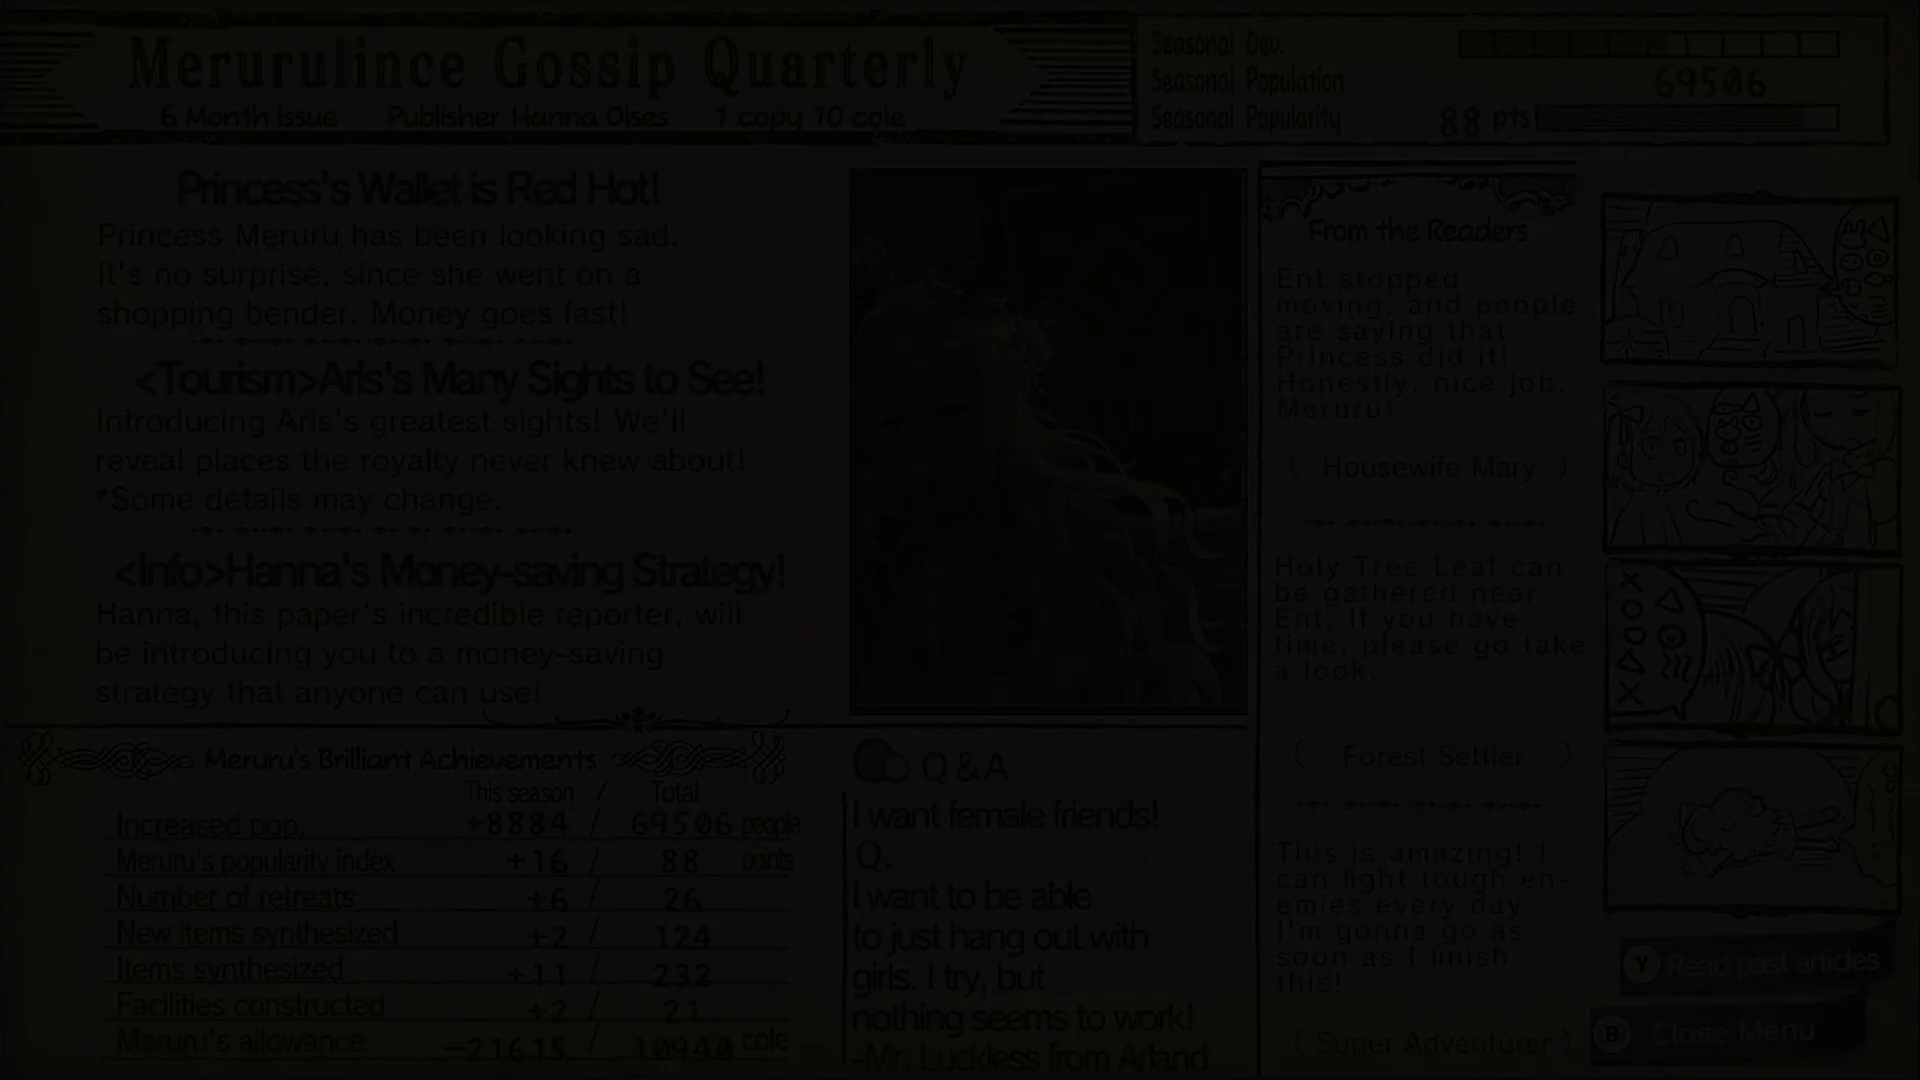 Merurulince Gossip Quarterly
6 Month Issue Publisher Hanna Olses 1 copy 10 cole
Seasonal Dev.
Seasonal Population 69506
Seasonal Popularity 88 pts
Princess's Wallet is Red Hot!
Princess Meruru has been looking sad.
It's no surprise, since she went on a
shopping bender. Money goes fast!
<Tourism>Arls's Many Sights to See!
Introducing Arls's greatest sights! We'll
reveal places the royalty never knew about!
*Some details may change.
<Info>Hanna's Money-saving Strategy!
Hanna, this paper's incredible reporter, will
be introducing you to a money-saving
strategy that anyone can use!
Meruru's Brilliant Achievements
This season / Total
Increased pop. +8884 / 69506 people
Meruru's popularity index +16 / 88 points
Number of retreats +6 / 26
New items synthesized +2 / 124
Items synthesized +11 / 232
Facilities constructed +2 / 21
Meruru's allowance -21615 / 10940 cole
Q&A
I want female friends!
Q.
I want to be able
to just hang out with
girls. I try, but
nothing seems to work!
-Mr. Luckless from Arland
From the Readers
Ent stopped
moving, and people
are saying that
Princess did it!
Honestly, nice job,
Meruru!
( Housewife Mary )
Holy Tree Leaf can
be gathered near
Ent. If you have
time, please go take
a look.
( Forest Settler )
This is amazing! I
can fight tough en-
emies every day.
I'm gonna go as
soon as I finish
this!
( Super Adventurer )
Y Read past articles
B Close Menu